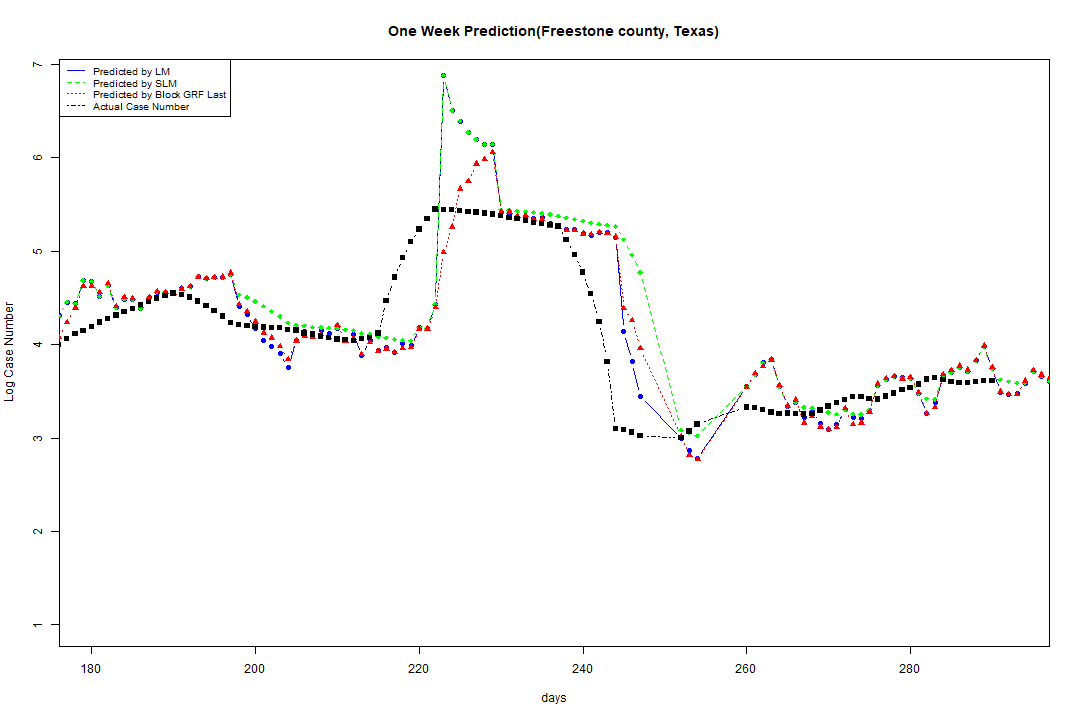 One Week Prediction(Freestone county, Texas)
Predicted by LM
Predicted by SLM
Predicted by Block GRF Last
Actual Case Number
7
6
5
4
3
2
1
Log Case Number
180 200 220 240 260 280
days